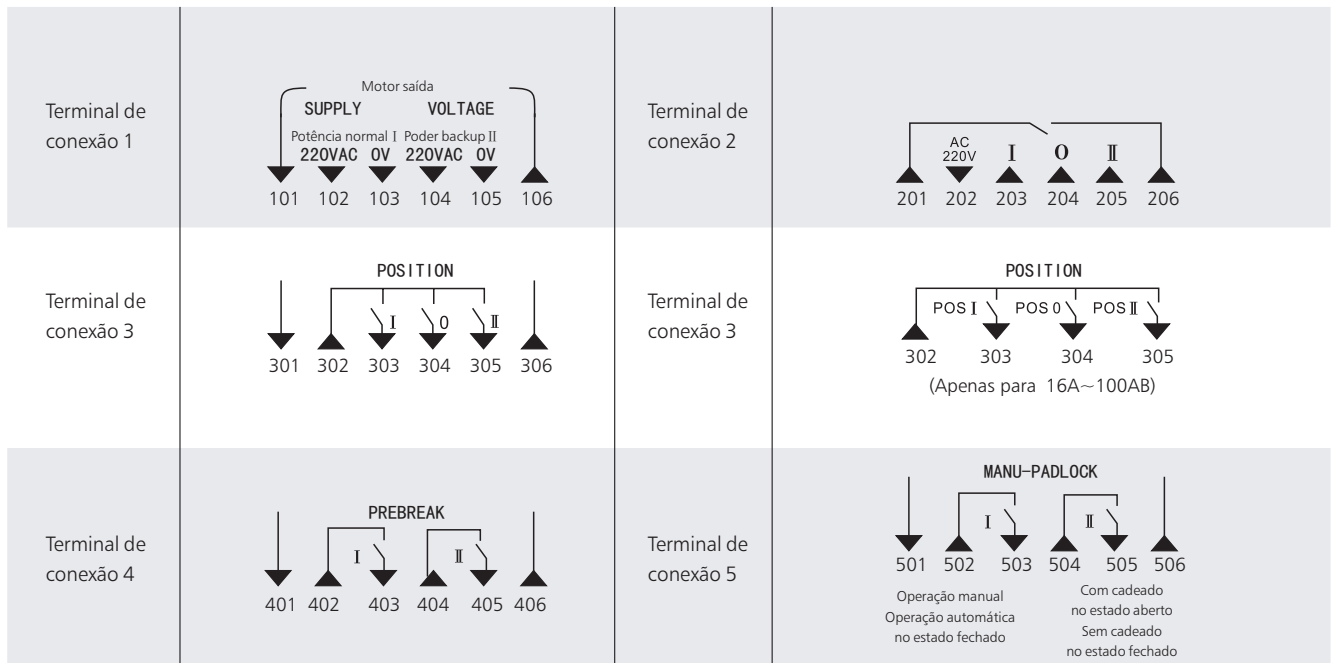 Terminal de
conexão 1
Motor saída
SUPPLY VOLTAGE
Potência normal I Poder backup II
220VAC 0V 220VAC 0V
101 102 103 104 105 106
Terminal de
conexão 2
AC
220V I O II
201 202 203 204 205 206
Terminal de
conexão 3
POSITION
I 0 II
301 302 303 304 305 306
Terminal de
conexão 3
POSITION
POS I POS 0 POS II
302 303 304 305
(Apenas para 16A~100AB)
Terminal de
conexão 4
PREBREAK
I II
401 402 403 404 405 406
Terminal de
conexão 5
MANU-PADLOCK
I II
501 502 503 504 505 506
Operação manual
Operação automática
no estado fechado
Com cadeado
no estado aberto
Sem cadeado
no estado fechado